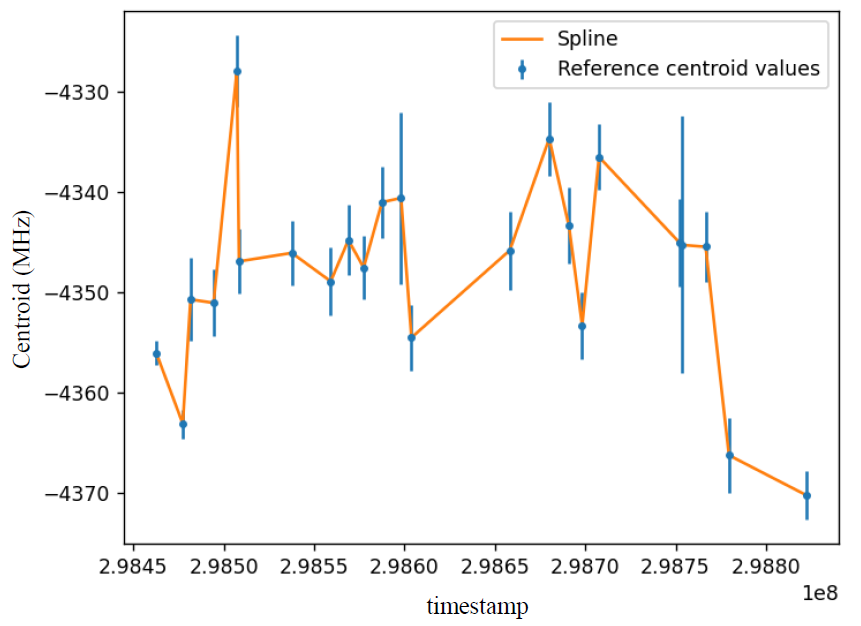 Spline
Reference centroid values
−4330
−4340
−4350
−4360
−4370
Centroid (MHz)
2.9845 2.9850 2.9855 2.9860 2.9865 2.9870 2.9875 2.9880
1e8
timestamp